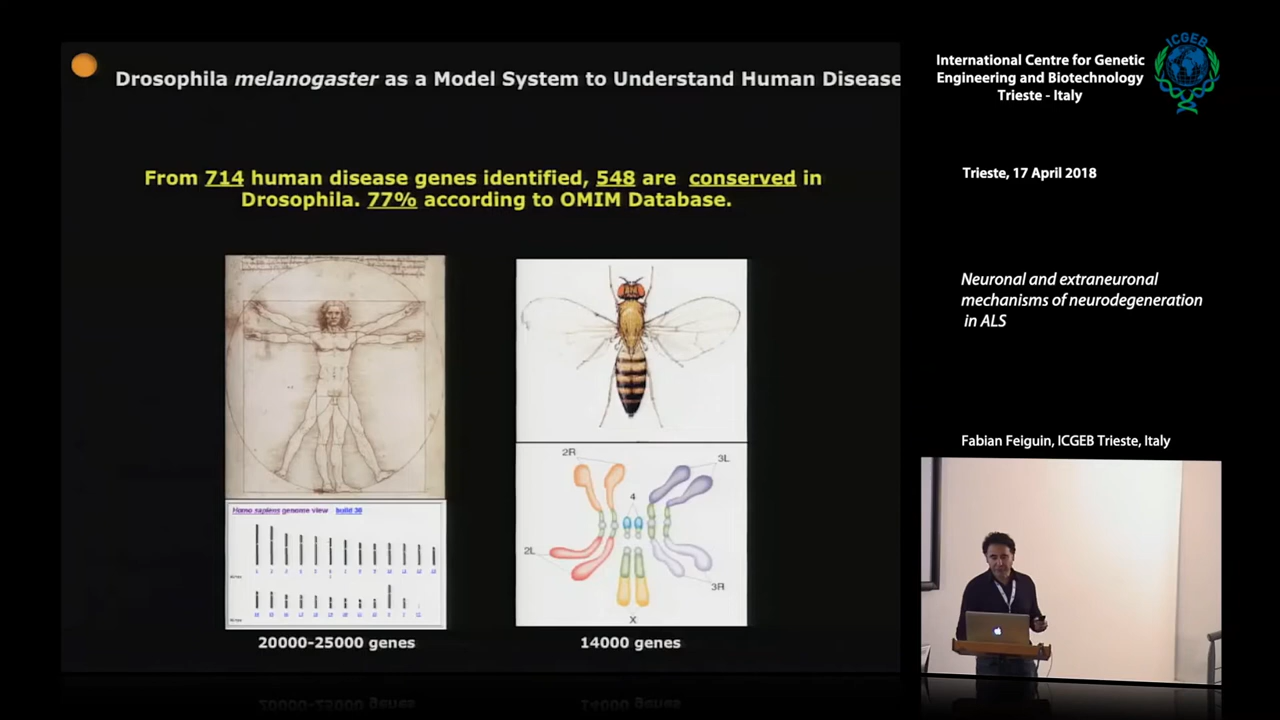 Drosophila melanogaster as a Model System to Understand Human Disease
From 714 human disease genes identified, 548 are conserved in
Drosophila. 77% according to OMIM Database.
2R
3L
4
2L
3R
X
Homo sapiens genome view build 36
20000-25000 genes
14000 genes
ICGEB
International Centre for Genetic
Engineering and Biotechnology
Trieste - Italy
Trieste, 17 April 2018
Neuronal and extraneuronal
mechanisms of neurodegeneration
in ALS
Fabian Feiguin, ICGEB Trieste, Italy